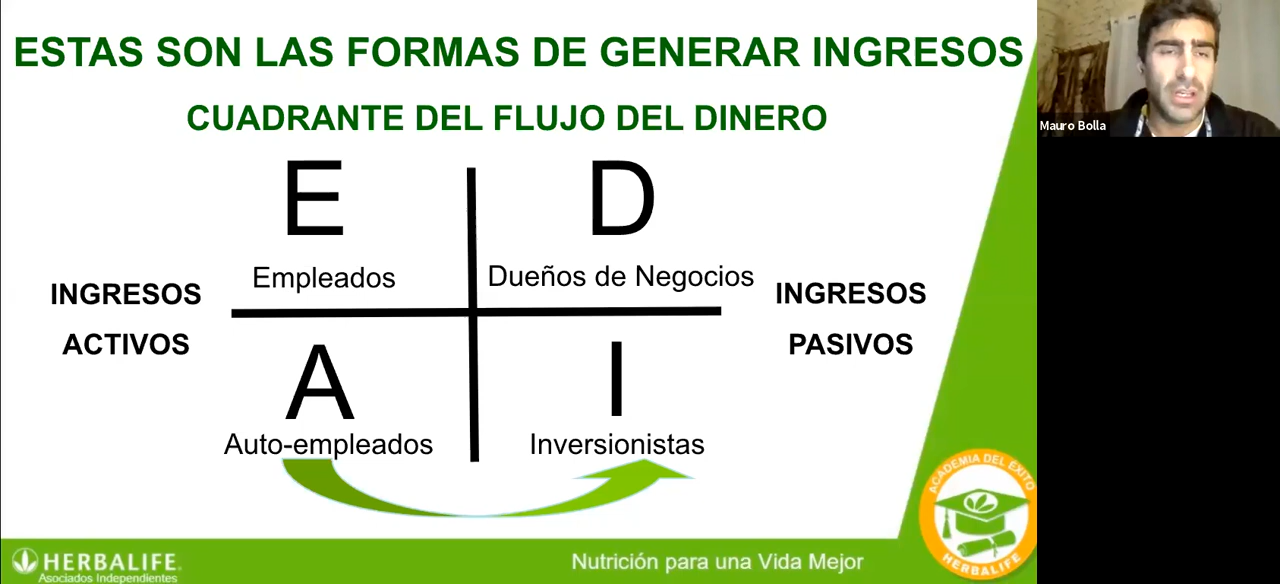 ESTAS SON LAS FORMAS DE GENERAR INGRESOS
CUADRANTE DEL FLUJO DEL DINERO
E
D
Empleados
Dueños de Negocios
INGRESOS
ACTIVOS
INGRESOS
PASIVOS
A
I
Auto-empleados
Inversionistas
HERBALIFE
Asociados Independientes
Nutrición para una Vida Mejor
ACADEMIA DEL ÉXITO
HERBALIFE
Mauro Bolla